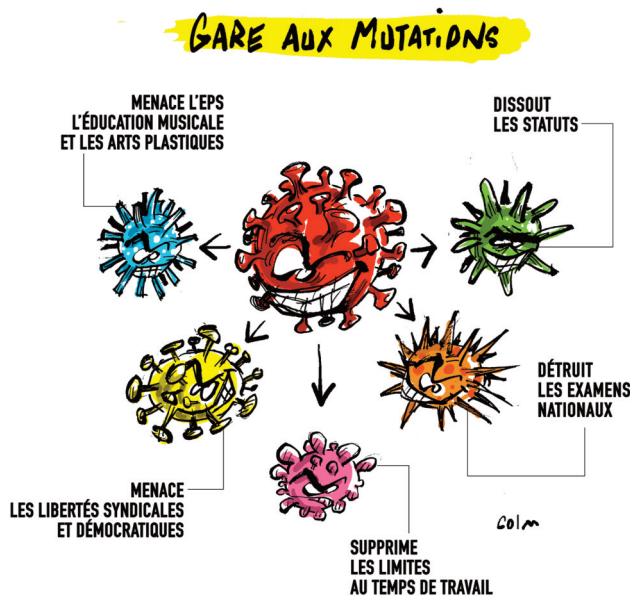 GARE AUX MUTATIONS
MENACE L'EPS
L'ÉDUCATION MUSICALE
ET LES ARTS PLASTIQUES
DISSOUT
LES STATUTS
DÉTRUIT
LES EXAMENS
NATIONAUX
MENACE
LES LIBERTÉS SYNDICALES
ET DÉMOCRATIQUES
SUPPRIME
LES LIMITES
AU TEMPS DE TRAVAIL
COLM